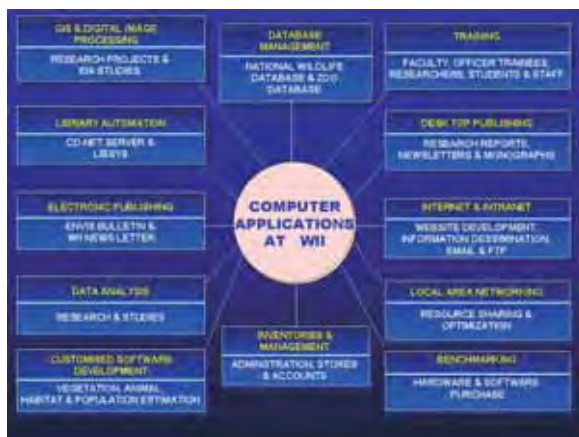 GIS & DIGITAL IMAGE
PROCESSING
RESEARCH PROJECTS &
EIA STUDIES
DATABASE
MANAGEMENT
NATIONAL WILDLIFE
DATABASE & ZOO
DATABASE
TRAINING
FACULTY, OFFICER TRAINEES,
RESEARCHERS, STUDENTS & STAFF
LIBRARY AUTOMATION
CD-NET SERVER &
LIBSYS
DESK TOP PUBLISHING
RESEARCH REPORTS,
NEWSLETTERS & MONOGRAPHS
ELECTRONIC PUBLISHING
ENVIS BULLETIN &
WII NEWS LETTER
COMPUTER
APPLICATIONS
AT WII
INTERNET & INTRANET
WEBSITE DEVELOPMENT,
INFORMATION DESSIMINATION,
EMAIL & FTP
DATA ANALYSIS
RESEARCH & STUDIES
LOCAL AREA NETWORKING
RESOURCE SHARING &
OPTIMIZATION
INVENTORIES &
MANAGEMENT
ADMINISTRATION, STORES
& ACCOUNTS
CUSTOMISED SOFTWARE
DEVELOPMENT
VEGETATION, ANIMAL,
HABITAT & POPULATION ESTIMATION
BENCHMARKING
HARDWARE & SOFTWARE
PURCHASE